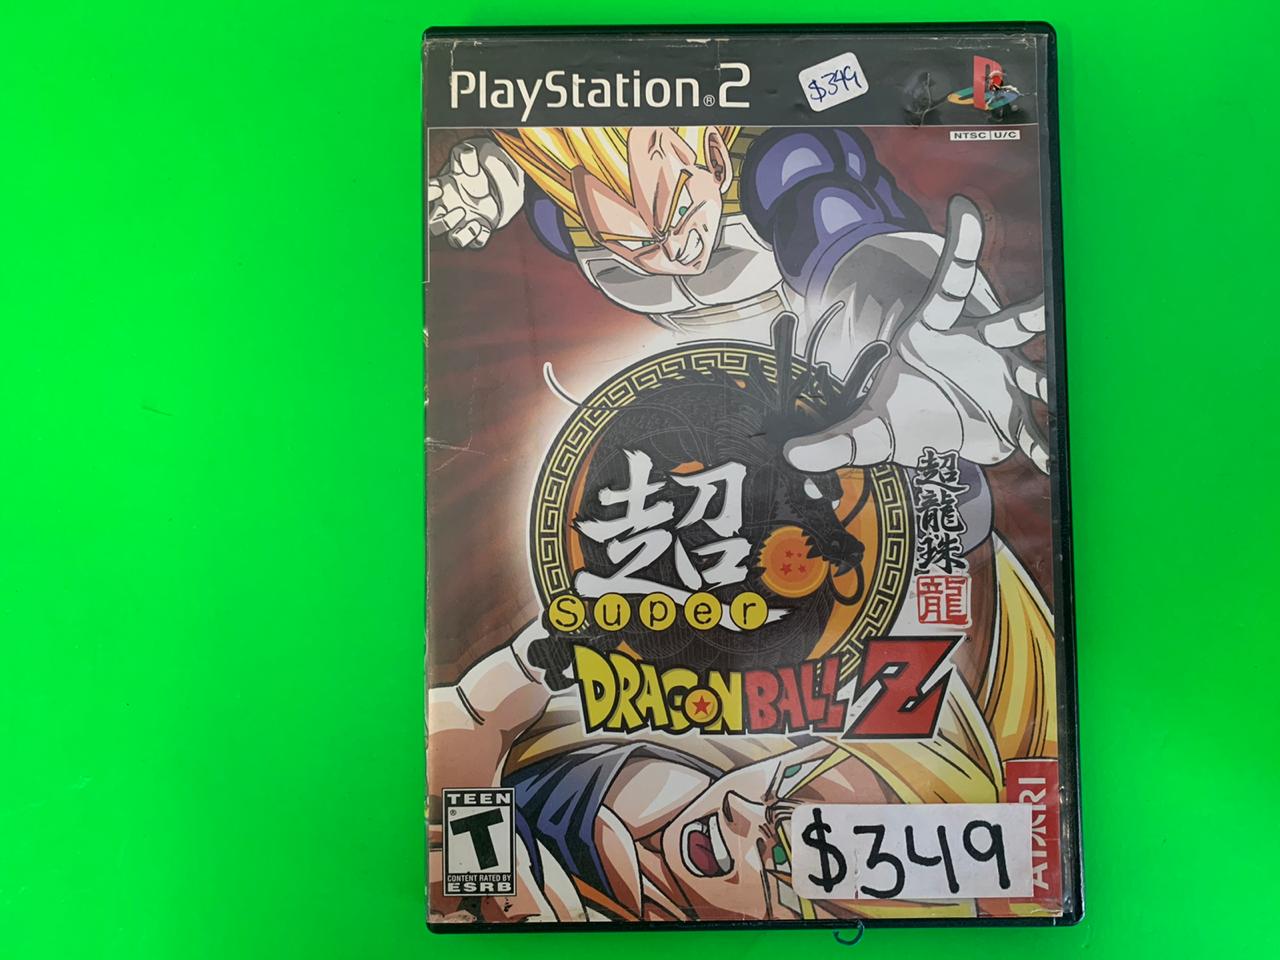 PlayStation®2
$349
NTSC U/C
超
超龍珠
龍
Super
DRAGON BALL Z
TEEN
T
CONTENT RATED BY
ESRB
$349
ATARI